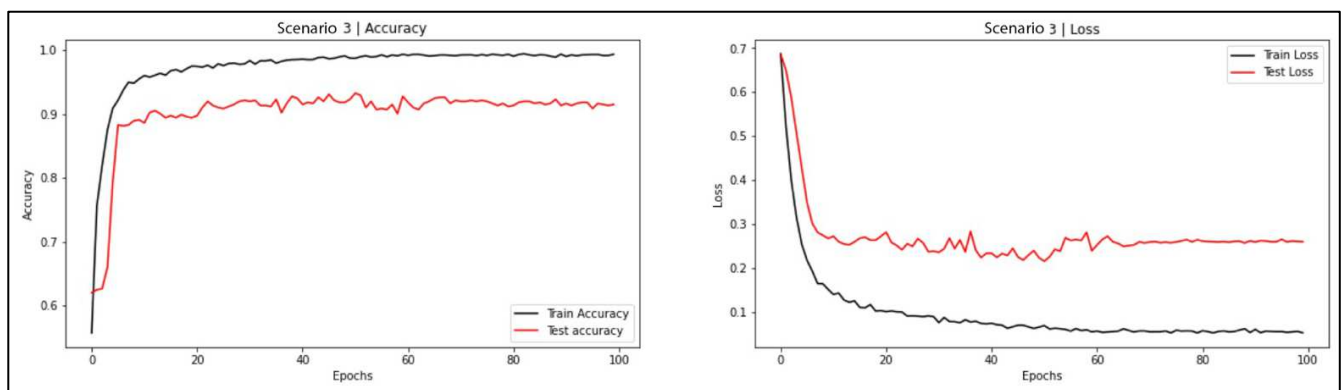 Scenario 3 | Accuracy
1.0
0.9
0.8
0.7
0.6
Accuracy
Train Accuracy
Test accuracy
0
20
40
60
80
100
Epochs
Scenario 3 | Loss
0.7
0.6
0.5
0.4
0.3
0.2
0.1
Loss
Train Loss
Test Loss
0
20
40
60
80
100
Epochs